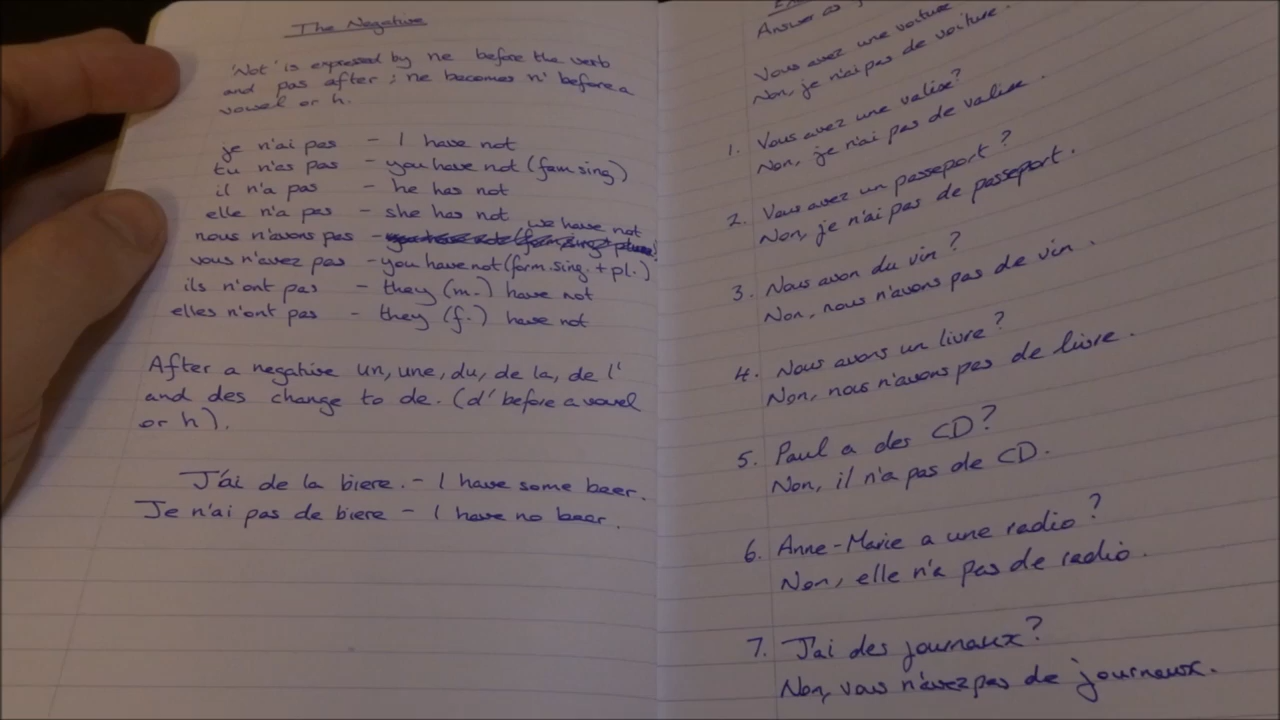 The Negative
'Not' is expressed by ne before the verb
and pas after; ne becomes n' before a
vowel or h.
je n'ai pas - I have not
tu n'as pas - you have not (fam sing)
il n'a pas - he has not
elle n'a pas - she has not
nous n'avons pas - we have not
vous n'avez pas - you have not (form. sing. + pl.)
ils n'ont pas - they (m.) have not
elles n'ont pas - they (f.) have not
After a negative un, une, du, de la, de l'
and des change to de. (d' before a vowel
or h).
J'ai de la biere. - I have some beer.
Je n'ai pas de biere - I have no beer.
Answer as
Vous avez une voiture
Non, je n'ai pas de voiture.
1. Vous avez une valise?
Non, je n'ai pas de valise.
2. Vous avez un passeport?
Non, je n'ai pas de passeport.
3. Nous avon du vin?
Non, nous n'avons pas de vin.
4. Nous avons un livre?
Non, nous n'avons pas de livre.
5. Paul a des CD?
Non, il n'a pas de CD.
6. Anne-Marie a une radio?
Non, elle n'a pas de radio.
7. J'ai des journaux?
Non, vous n'avez pas de journaux.